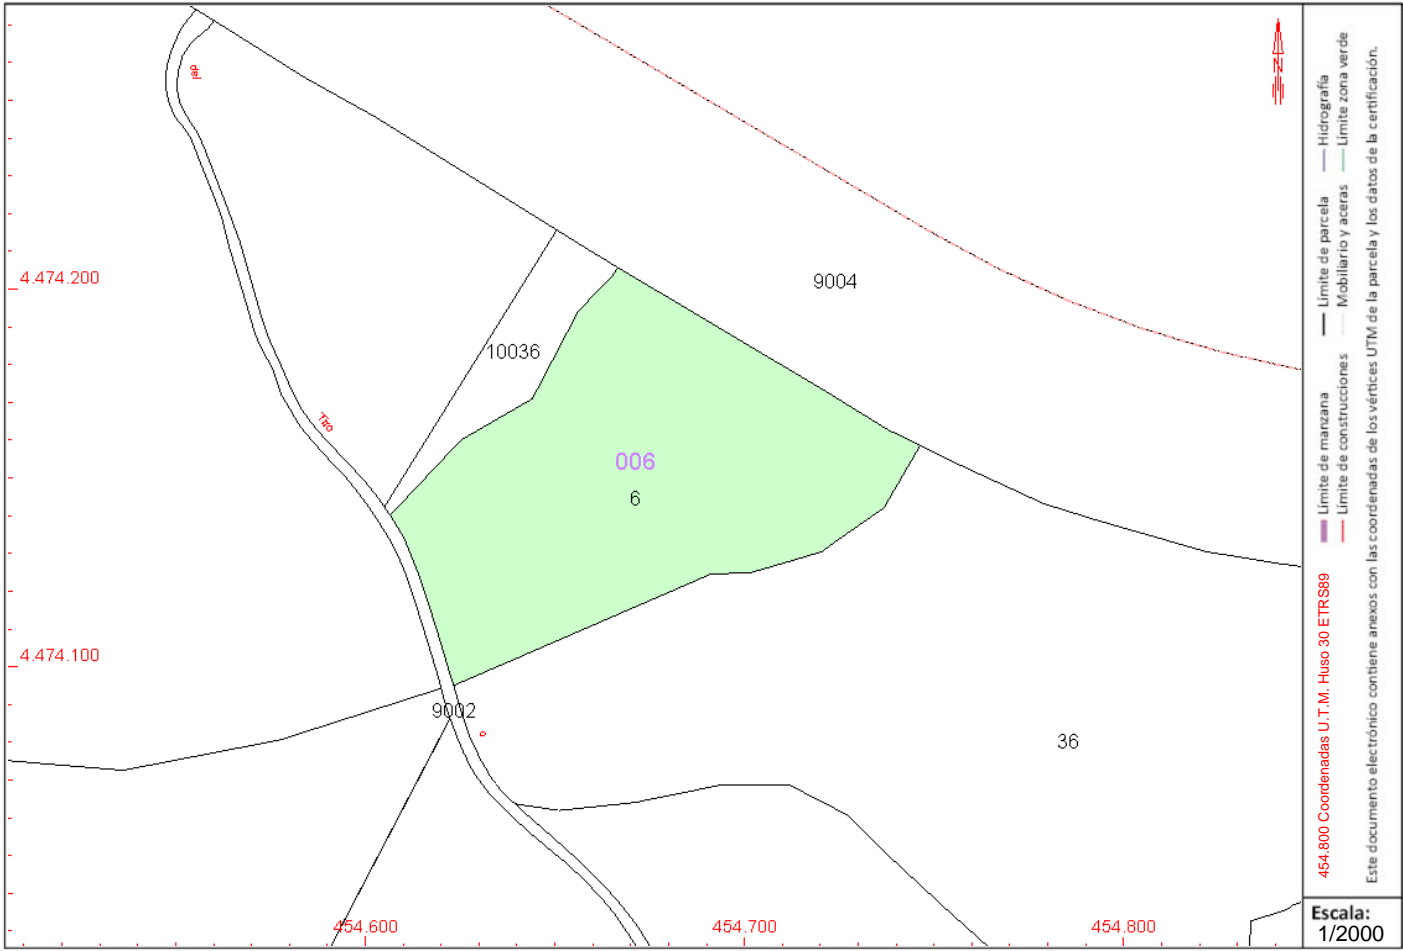 del
N
4.474.200
9004
10036
Tiro
006
6
4.474.100
9002
o
36
454.600
454.700
454.800
454.800 Coordenadas U.T.M. Huso 30 ETRS89
Límite de manzana
Límite de parcela
Hidrografía
Límite de construcciones
Mobiliario y aceras
Límite zona verde
Este documento electrónico contiene anexos con las coordenadas de los vértices UTM de la parcela y los datos de la certificación.
Escala:
1/2000